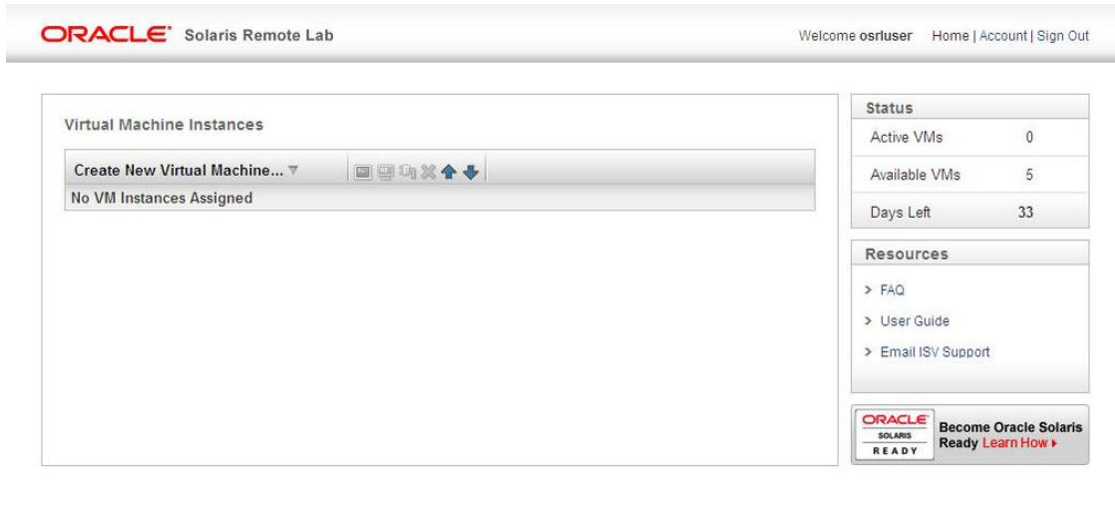 ORACLE Solaris Remote Lab
Welcome osrluser Home | Account | Sign Out
Virtual Machine Instances
Create New Virtual Machine...
No VM Instances Assigned
Status
Active VMs 0
Available VMs 5
Days Left 33
Resources
> FAQ
> User Guide
> Email ISV Support
ORACLE
SOLARIS
READY
Become Oracle Solaris
Ready Learn How